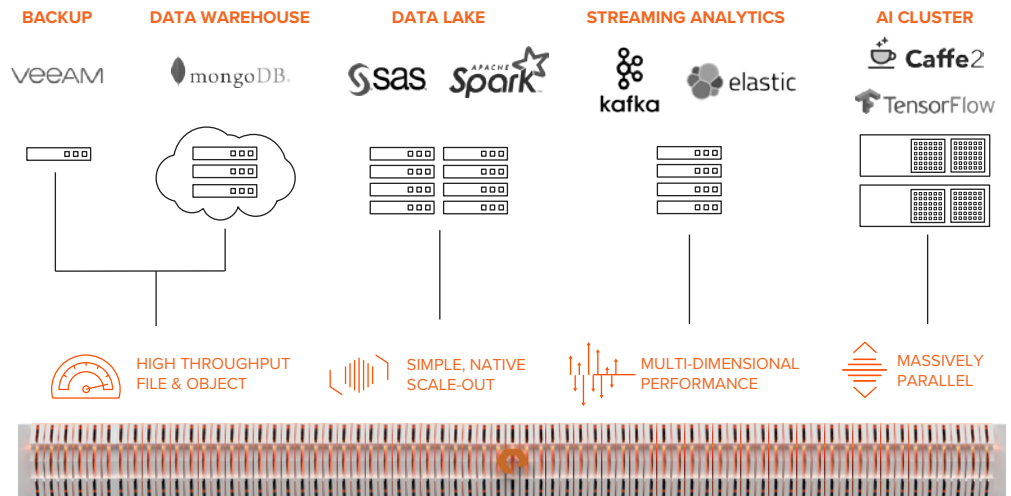 BACKUP
DATA WAREHOUSE
DATA LAKE
STREAMING ANALYTICS
AI CLUSTER
veeAM
mongoDB.
sas
APACHE
Spark
kafka
elastic
Caffe2
TensorFlow
HIGH THROUGHPUT
FILE & OBJECT
SIMPLE, NATIVE
SCALE-OUT
MULTI-DIMENSIONAL
PERFORMANCE
MASSIVELY
PARALLEL